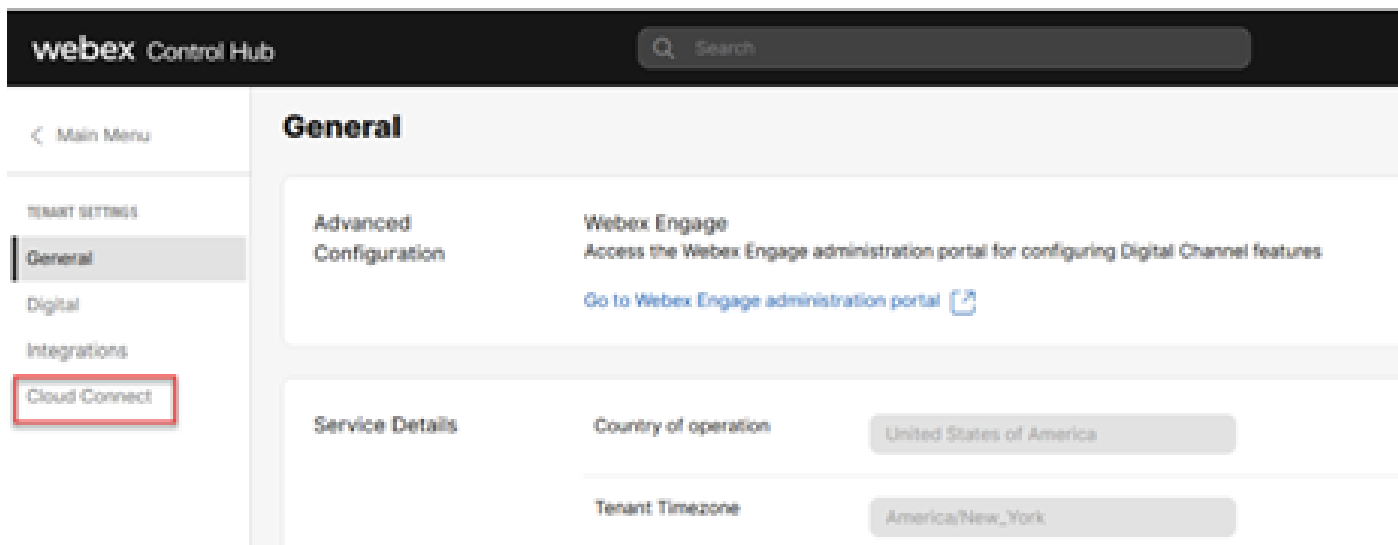 webex Control Hub
Search
Main Menu
General
TENANT SETTINGS
General
Digital
Integrations
Cloud Connect
Advanced
Configuration
Webex Engage
Access the Webex Engage administration portal for configuring Digital Channel features
Go to Webex Engage administration portal
Service Details
Country of operation
United States of America
Tenant Timezone
America/New_York